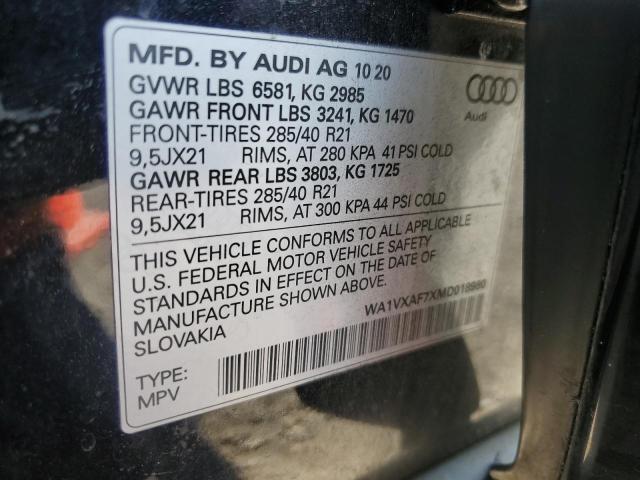 MFD. BY AUDI AG 10 20
GVWR LBS 6581, KG 2985
GAWR FRONT LBS 3241, KG 1470
FRONT-TIRES 285/40 R21
9,5JX21 RIMS, AT 280 KPA 41 PSI COLD
GAWR REAR LBS 3803, KG 1725
REAR-TIRES 285/40 R21
9,5JX21 RIMS, AT 300 KPA 44 PSI COLD
Audi
THIS VEHICLE CONFORMS TO ALL APPLICABLE
U.S. FEDERAL MOTOR VEHICLE SAFETY
STANDARDS IN EFFECT ON THE DATE OF
MANUFACTURE SHOWN ABOVE.
SLOVAKIA
WA1VXAF7XMD018980
TYPE:
MPV